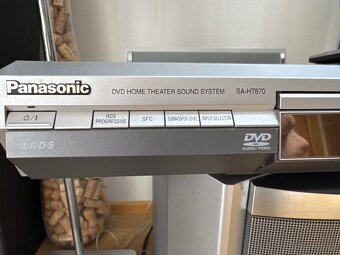 Panasonic
DVD HOME THEATER SOUND SYSTEM SA-HT870
⏻/I
RDS
PROGRESSIVE
SFC
SUBWOOFER LEVEL
INPUT SELECTOR
R·D·S
DVD
AUDIO/VIDEO